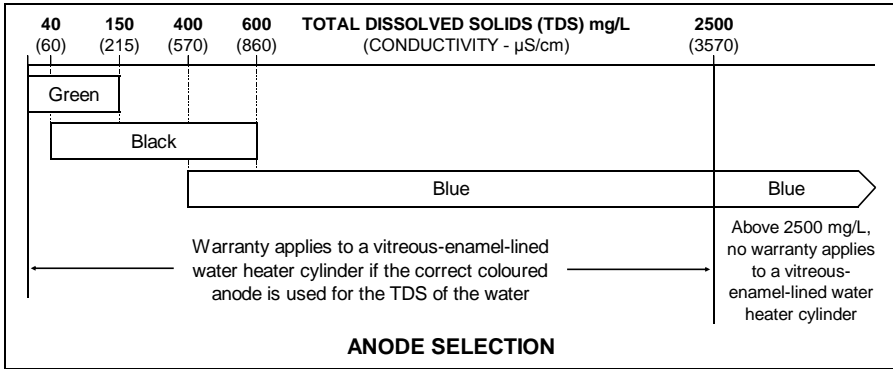 40 150 400 600 TOTAL DISSOLVED SOLIDS (TDS) mg/L 2500
(60) (215) (570) (860) (CONDUCTIVITY - µS/cm) (3570)
Green
Black
Blue Blue
Warranty applies to a vitreous-enamel-lined
water heater cylinder if the correct coloured
anode is used for the TDS of the water
Above 2500 mg/L,
no warranty applies
to a vitreous-
enamel-lined water
heater cylinder
ANODE SELECTION